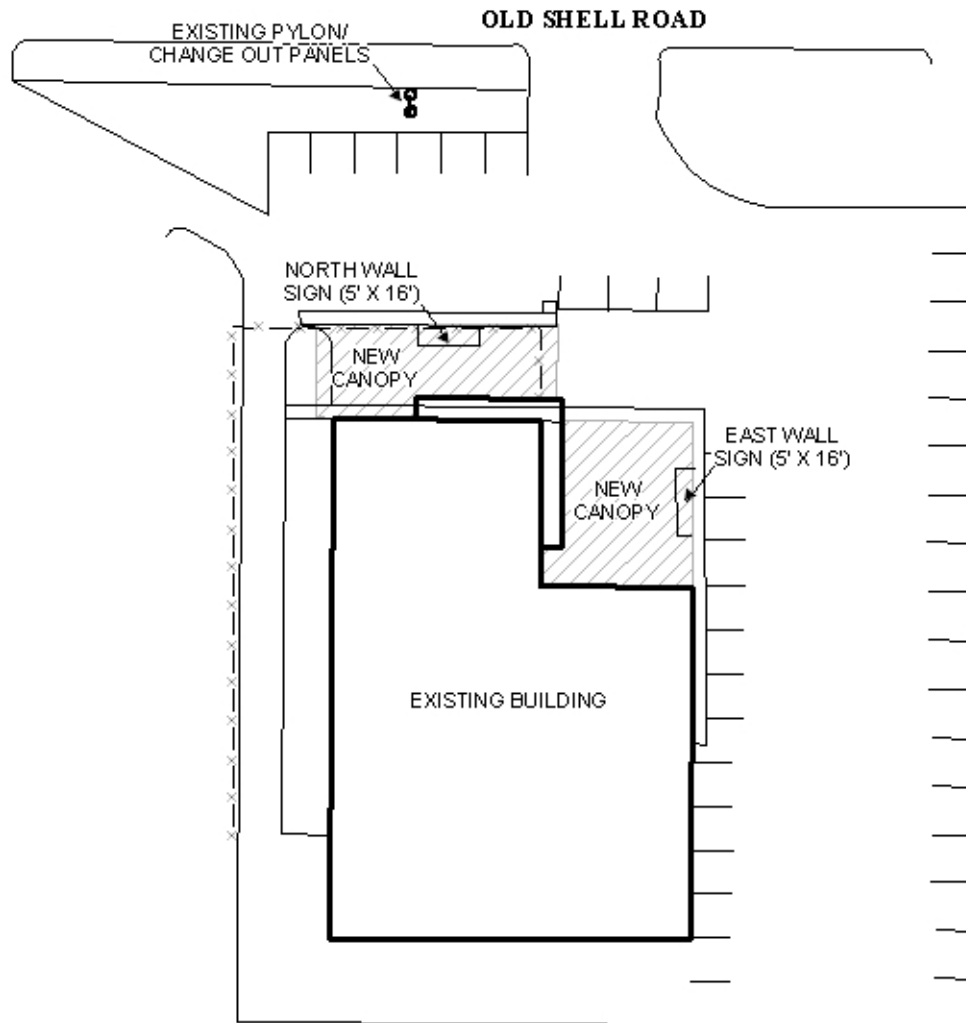 OLD SHELL ROAD
EXISTING PYLON/
CHANGE OUT PANELS
NORTH WALL
SIGN (5' X 16')
NEW
CANOPY
EAST WALL
SIGN (5' X 16')
NEW
CANOPY
EXISTING BUILDING